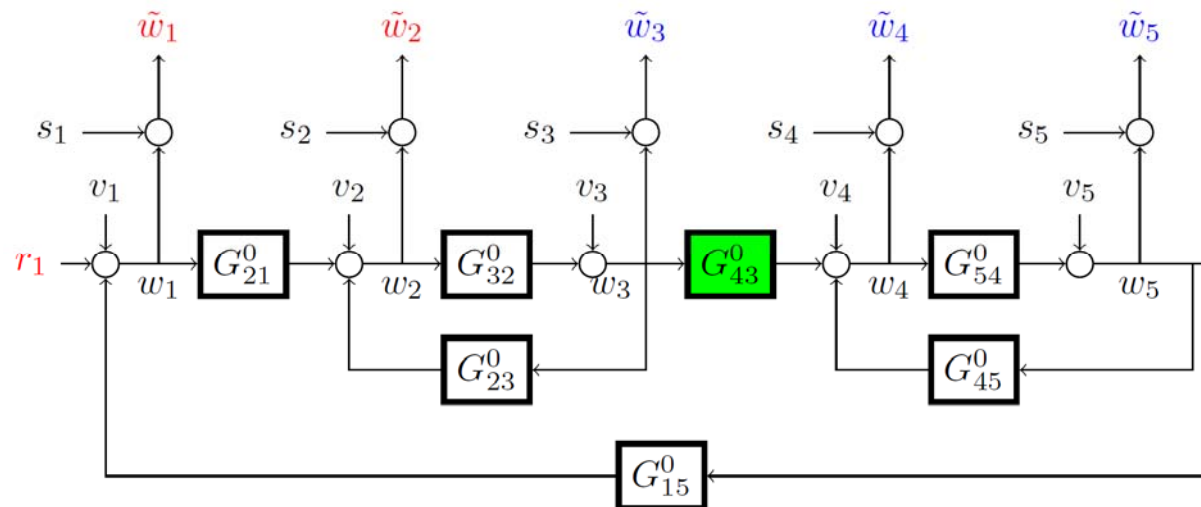 w̃₁ w̃₂ w̃₃ w̃₄ w̃₅
s₁ s₂ s₃ s₄ s₅
v₁ v₂ v₃ v₄ v₅
r₁ w₁ G⁰₂₁ w₂ G⁰₃₂ w₃ G⁰₄₃ w₄ G⁰₅₄ w₅
G⁰₂₃ G⁰₄₅
G⁰₁₅